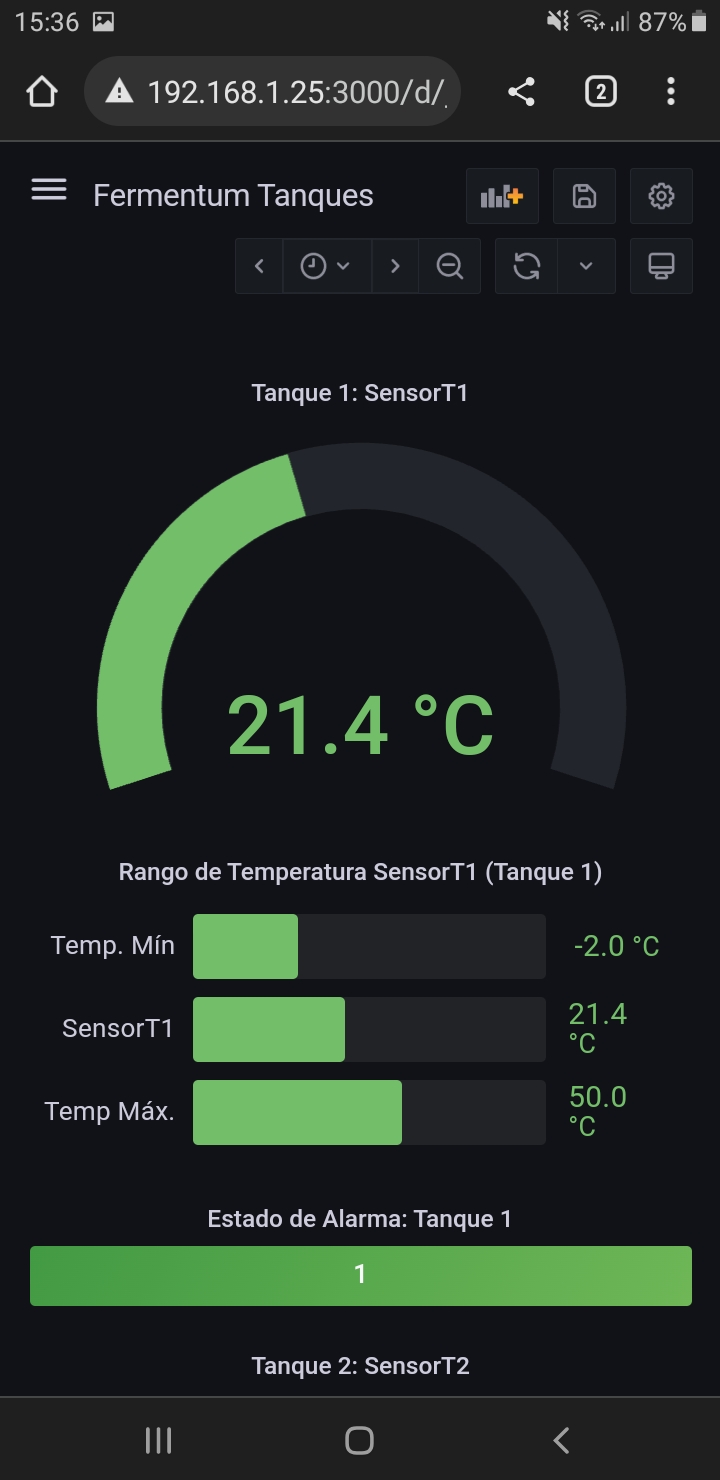 15:36
87%
192.168.1.25:3000/d/
2
Fermentum Tanques
Tanque 1: SensorT1
21.4 °C
Rango de Temperatura SensorT1 (Tanque 1)
Temp. Mín
-2.0 °C
SensorT1
21.4
°C
Temp Máx.
50.0
°C
Estado de Alarma: Tanque 1
1
Tanque 2: SensorT2